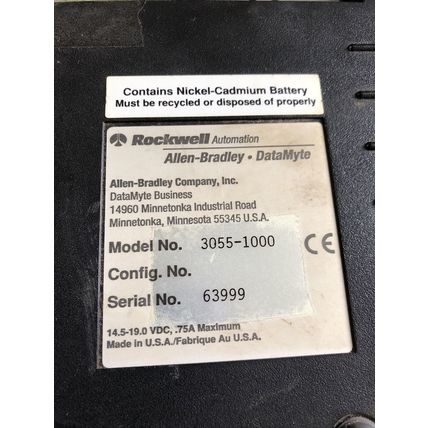 Contains Nickel-Cadmium Battery
Must be recycled or disposed of properly
Rockwell Automation
Allen-Bradley • DataMyte
Allen-Bradley Company, Inc.
DataMyte Business
14960 Minnetonka Industrial Road
Minnetonka, Minnesota 55345 U.S.A.
Model No. 3055-1000 CE
Config. No.
Serial No. 63999
14.5-19.0 VDC, .75A Maximum
Made in U.S.A./Fabrique Au U.S.A.